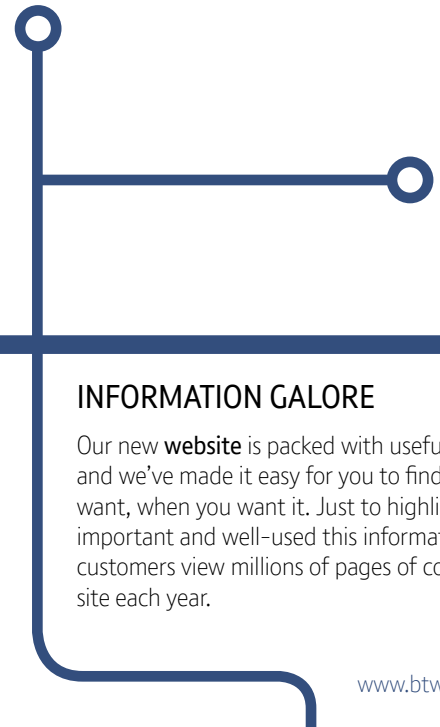 INFORMATION GALORE
Our new website is packed with usefu
and we've made it easy for you to find
want, when you want it. Just to highli
important and well-used this informat
customers view millions of pages of co
site each year.
www.btw